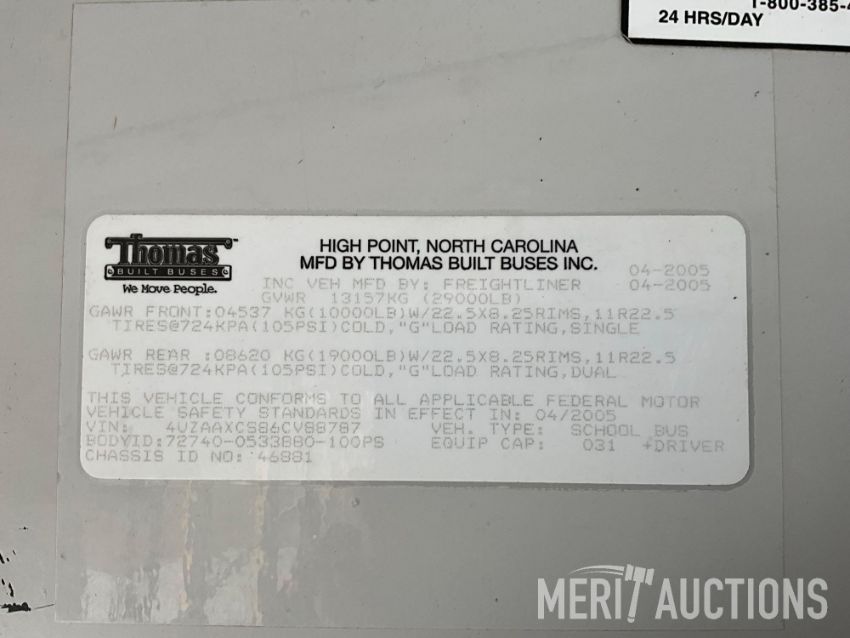 1-800-385-4
24 HRS/DAY
Thomas
BUILT BUSES
We Move People.
HIGH POINT, NORTH CAROLINA
MFD BY THOMAS BUILT BUSES INC. 04-2005
INC VEH MFD BY: FREIGHTLINER 04-2005
GVWR 13157KG (29000LB)
GAWR FRONT:04537 KG(10000LB)W/22.5X8.25RIMS,11R22.5
TIRES@724KPA(105PSI)COLD,"G"LOAD RATING,SINGLE
GAWR REAR :08620 KG(19000LB)W/22.5X8.25RIMS,11R22.5
TIRES@724KPA(105PSI)COLD,"G"LOAD RATING,DUAL
THIS VEHICLE CONFORMS TO ALL APPLICABLE FEDERAL MOTOR
VEHICLE SAFETY STANDARDS IN EFFECT IN: 04/2005
VIN: 4UZAAXCS86CV88787 VEH. TYPE: SCHOOL BUS
BODYID:72740-0533880-100PS EQUIP CAP: 031 +DRIVER
CHASSIS ID NO: 46881
MERIT AUCTIONS